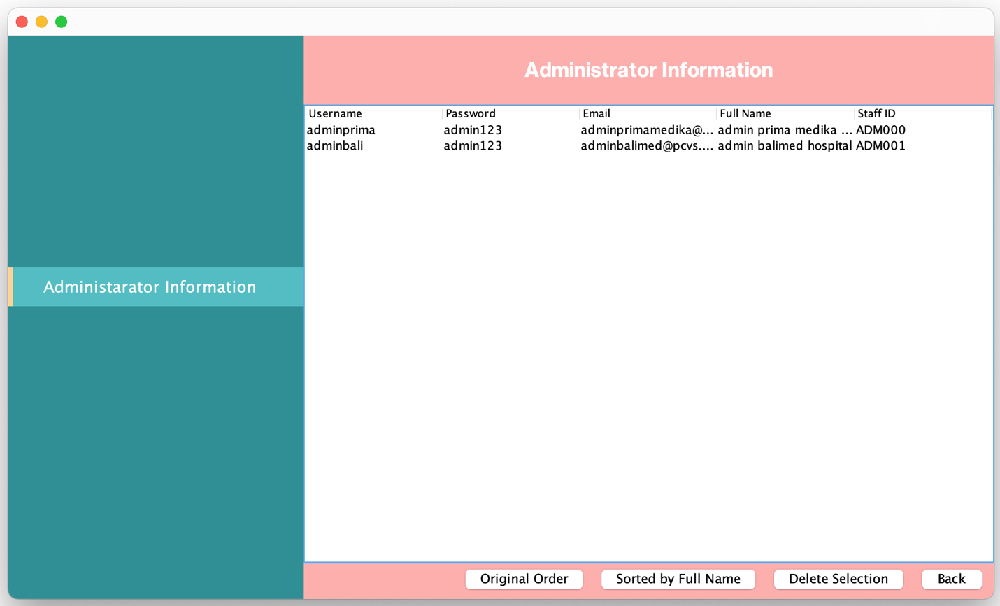 Administrator Information
Administarator Information
Username Password Email Full Name Staff ID
adminprima admin123 adminprimamedika@... admin prima medika ... ADM000
adminbali admin123 adminbalimed@pcvs.... admin balimed hospital ADM001
Original Order Sorted by Full Name Delete Selection Back